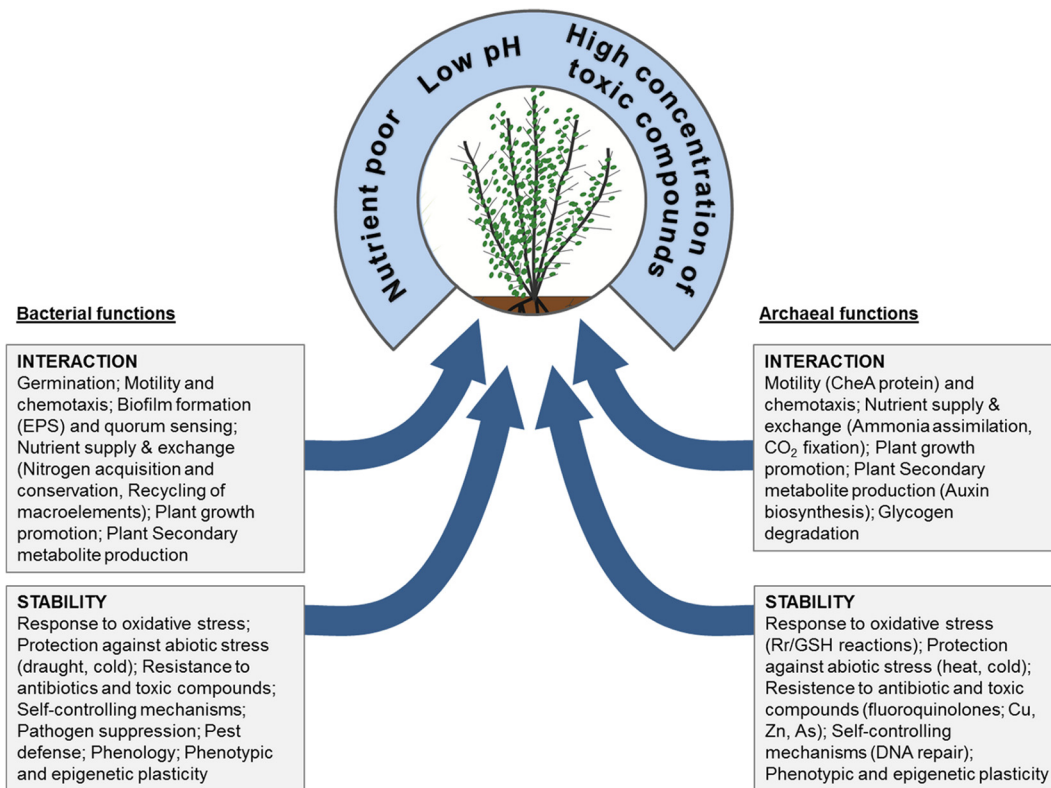 Nutrient poor
Low pH
High concentration of
toxic compounds
Bacterial functions
INTERACTION
Germination; Motility and
chemotaxis; Biofilm formation
(EPS) and quorum sensing;
Nutrient supply & exchange
(Nitrogen acquisition and
conservation, Recycling of
macroelements); Plant growth
promotion; Plant Secondary
metabolite production
STABILITY
Response to oxidative stress;
Protection against abiotic stress
(draught, cold); Resistance to
antibiotics and toxic compounds;
Self-controlling mechanisms;
Pathogen suppression; Pest
defense; Phenology; Phenotypic
and epigenetic plasticity
Archaeal functions
INTERACTION
Motility (CheA protein) and
chemotaxis; Nutrient supply &
exchange (Ammonia assimilation,
CO₂ fixation); Plant growth
promotion; Plant Secondary
metabolite production (Auxin
biosynthesis); Glycogen
degradation
STABILITY
Response to oxidative stress
(Rr/GSH reactions); Protection
against abiotic stress (heat, cold);
Resistence to antibiotic and toxic
compounds (fluoroquinolones; Cu,
Zn, As); Self-controlling
mechanisms (DNA repair);
Phenotypic and epigenetic plasticity